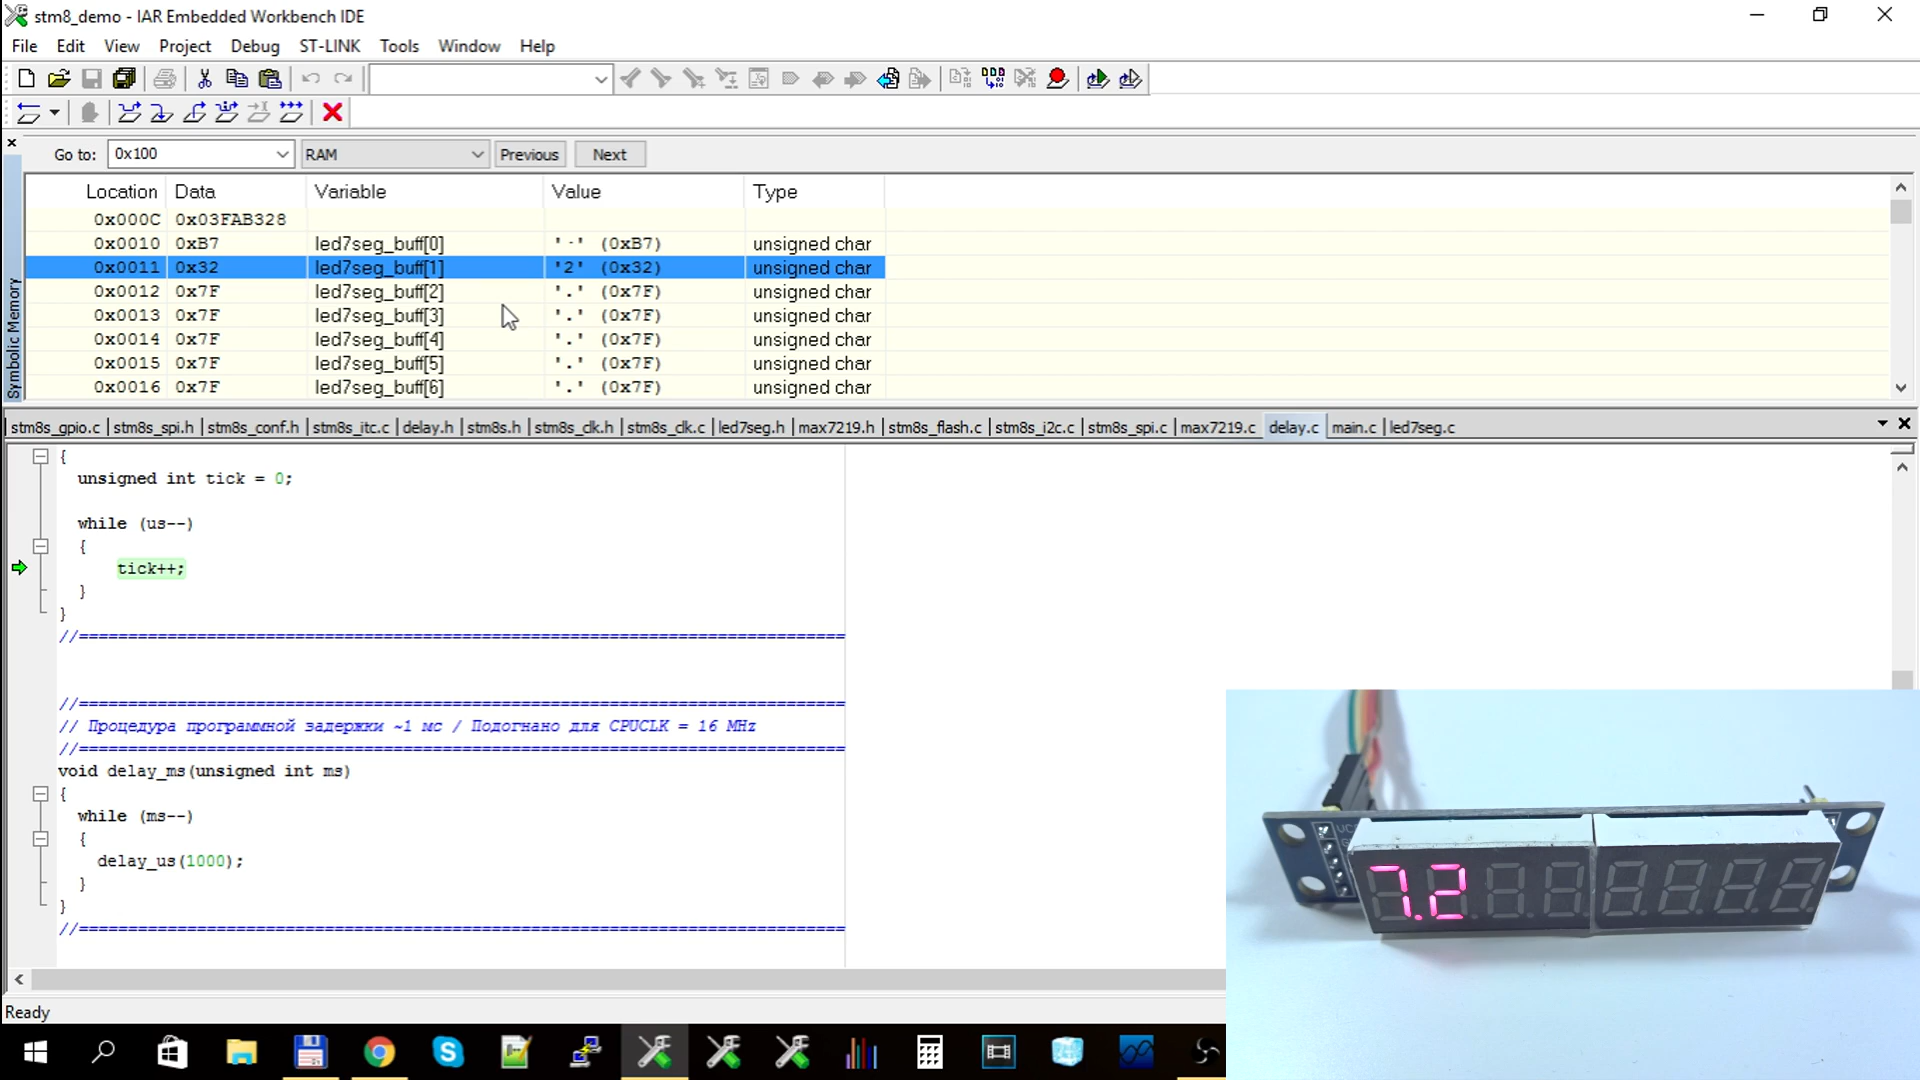 stm8_demo - IAR Embedded Workbench IDE
File Edit View Project Debug ST-LINK Tools Window Help
Go to: 0x100 RAM Previous Next
Location Data Variable Value Type
0x000C 0x03FAB328
0x0010 0xB7 led7seg_buff[0] '·' (0xB7) unsigned char
0x0011 0x32 led7seg_buff[1] '2' (0x32) unsigned char
0x0012 0x7F led7seg_buff[2] '.' (0x7F) unsigned char
0x0013 0x7F led7seg_buff[3] '.' (0x7F) unsigned char
0x0014 0x7F led7seg_buff[4] '.' (0x7F) unsigned char
0x0015 0x7F led7seg_buff[5] '.' (0x7F) unsigned char
0x0016 0x7F led7seg_buff[6] '.' (0x7F) unsigned char
Symbolic Memory
stm8s_gpio.c stm8s_spi.h stm8s_conf.h stm8s_itc.c delay.h stm8s.h stm8s_clk.h stm8s_clk.c led7seg.h max7219.h stm8s_flash.c stm8s_i2c.c stm8s_spi.c max7219.c delay.c main.c led7seg.c
{
unsigned int tick = 0;
while (us--)
{
tick++;
}
}
//==============================================================================
//==============================================================================
// Процедура программной задержки ~1 мс / Подогнано для CPUCLK = 16 MHz
//==============================================================================
void delay_ms(unsigned int ms)
{
while (ms--)
{
delay_us(1000);
}
}
//==============================================================================
7.2
Ready